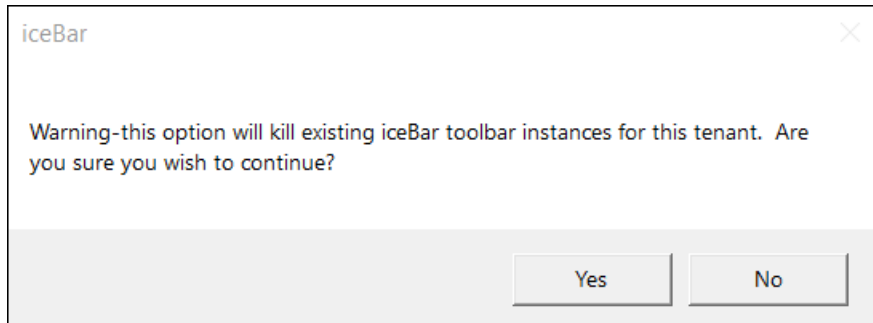 iceBar
Warning-this option will kill existing iceBar toolbar instances for this tenant.  Are
you sure you wish to continue?
Yes
No